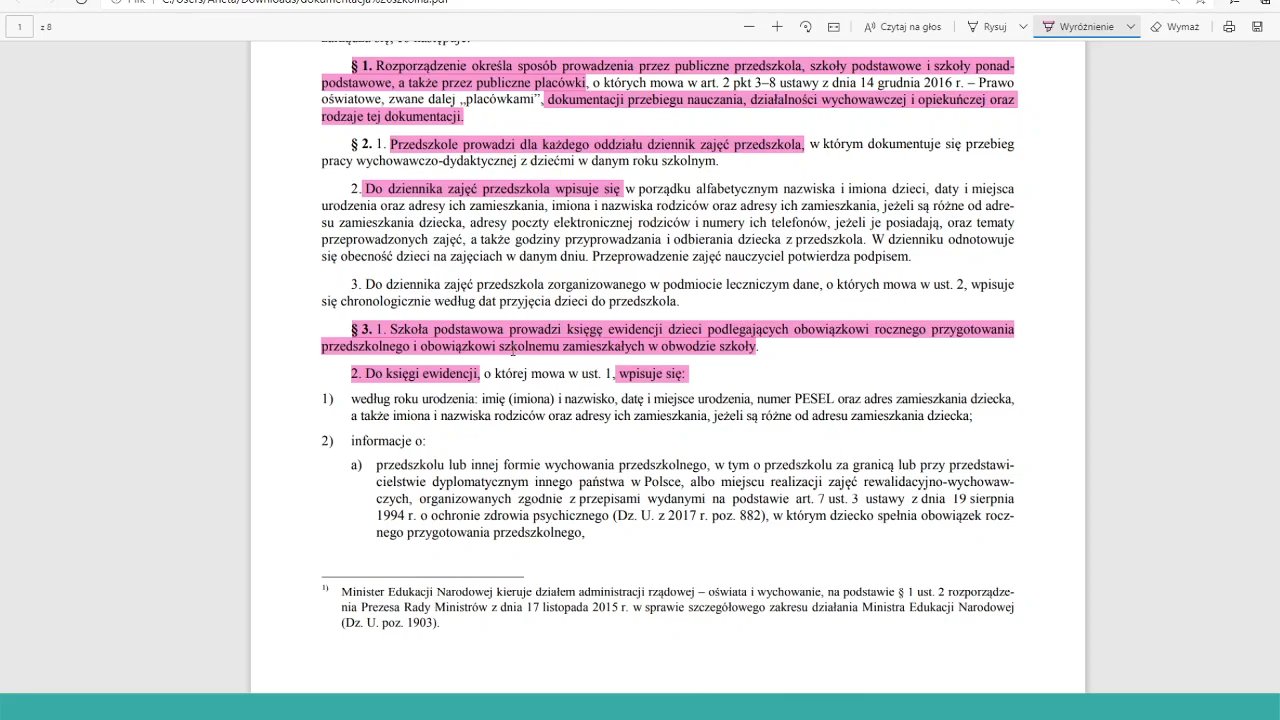 Plik C:/Users/Aneta/Downloads/dokumentacja%20szkolna.pdf
1 z 8 Czytaj na głos Rysuj Wyróżnienie Wymaż
§ 1. Rozporządzenie określa sposób prowadzenia przez publiczne przedszkola, szkoły podstawowe i szkoły ponad-
podstawowe, a także przez publiczne placówki, o których mowa w art. 2 pkt 3–8 ustawy z dnia 14 grudnia 2016 r. – Prawo
oświatowe, zwane dalej „placówkami”, dokumentacji przebiegu nauczania, działalności wychowawczej i opiekuńczej oraz
rodzaje tej dokumentacji.
§ 2. 1. Przedszkole prowadzi dla każdego oddziału dziennik zajęć przedszkola, w którym dokumentuje się przebieg
pracy wychowawczo-dydaktycznej z dziećmi w danym roku szkolnym.
2. Do dziennika zajęć przedszkola wpisuje się w porządku alfabetycznym nazwiska i imiona dzieci, daty i miejsca
urodzenia oraz adresy ich zamieszkania, imiona i nazwiska rodziców oraz adresy ich zamieszkania, jeżeli są różne od adre-
su zamieszkania dziecka, adresy poczty elektronicznej rodziców i numery ich telefonów, jeżeli je posiadają, oraz tematy
przeprowadzonych zajęć, a także godziny przyprowadzania i odbierania dziecka z przedszkola. W dzienniku odnotowuje
się obecność dzieci na zajęciach w danym dniu. Przeprowadzenie zajęć nauczyciel potwierdza podpisem.
3. Do dziennika zajęć przedszkola zorganizowanego w podmiocie leczniczym dane, o których mowa w ust. 2, wpisuje
się chronologicznie według dat przyjęcia dzieci do przedszkola.
§ 3. 1. Szkoła podstawowa prowadzi księgę ewidencji dzieci podlegających obowiązkowi rocznego przygotowania
przedszkolnego i obowiązkowi szkolnemu zamieszkałych w obwodzie szkoły.
2. Do księgi ewidencji, o której mowa w ust. 1, wpisuje się:
1) według roku urodzenia: imię (imiona) i nazwisko, datę i miejsce urodzenia, numer PESEL oraz adres zamieszkania dziecka,
a także imiona i nazwiska rodziców oraz adresy ich zamieszkania, jeżeli są różne od adresu zamieszkania dziecka;
2) informacje o:
a) przedszkolu lub innej formie wychowania przedszkolnego, w tym o przedszkolu za granicą lub przy przedstawi-
cielstwie dyplomatycznym innego państwa w Polsce, albo miejscu realizacji zajęć rewalidacyjno-wychowaw-
czych, organizowanych zgodnie z przepisami wydanymi na podstawie art. 7 ust. 3 ustawy z dnia 19 sierpnia
1994 r. o ochronie zdrowia psychicznego (Dz. U. z 2017 r. poz. 882), w którym dziecko spełnia obowiązek rocz-
nego przygotowania przedszkolnego,
1) Minister Edukacji Narodowej kieruje działem administracji rządowej – oświata i wychowanie, na podstawie § 1 ust. 2 rozporządze-
nia Prezesa Rady Ministrów z dnia 17 listopada 2015 r. w sprawie szczegółowego zakresu działania Ministra Edukacji Narodowej
(Dz. U. poz. 1903).